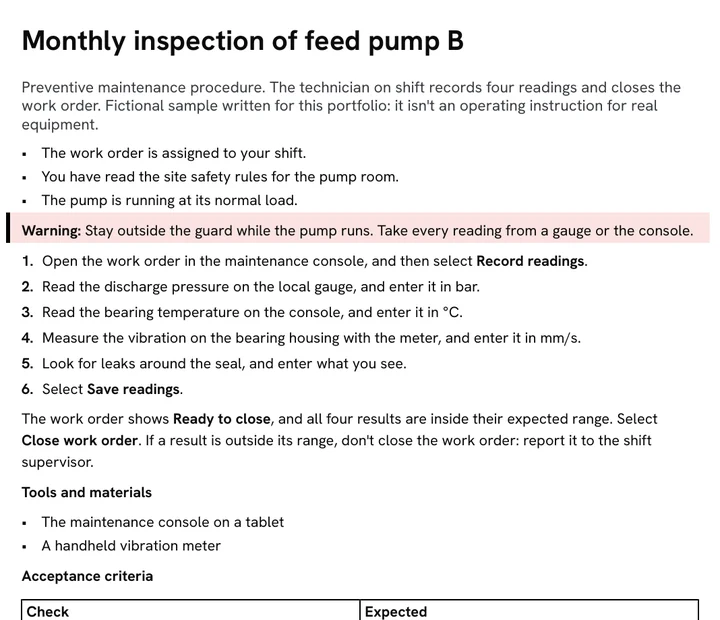 Monthly inspection of feed pump B
Preventive maintenance procedure. The technician on shift records four readings and closes the
work order. Fictional sample written for this portfolio: it isn't an operating instruction for real
equipment.
▪ The work order is assigned to your shift.
▪ You have read the site safety rules for the pump room.
▪ The pump is running at its normal load.
Warning: Stay outside the guard while the pump runs. Take every reading from a gauge or the console.
1. Open the work order in the maintenance console, and then select Record readings.
2. Read the discharge pressure on the local gauge, and enter it in bar.
3. Read the bearing temperature on the console, and enter it in °C.
4. Measure the vibration on the bearing housing with the meter, and enter it in mm/s.
5. Look for leaks around the seal, and enter what you see.
6. Select Save readings.
The work order shows Ready to close, and all four results are inside their expected range. Select
Close work order. If a result is outside its range, don't close the work order: report it to the shift
supervisor.
Tools and materials
▪ The maintenance console on a tablet
▪ A handheld vibration meter
Acceptance criteria
Check Expected